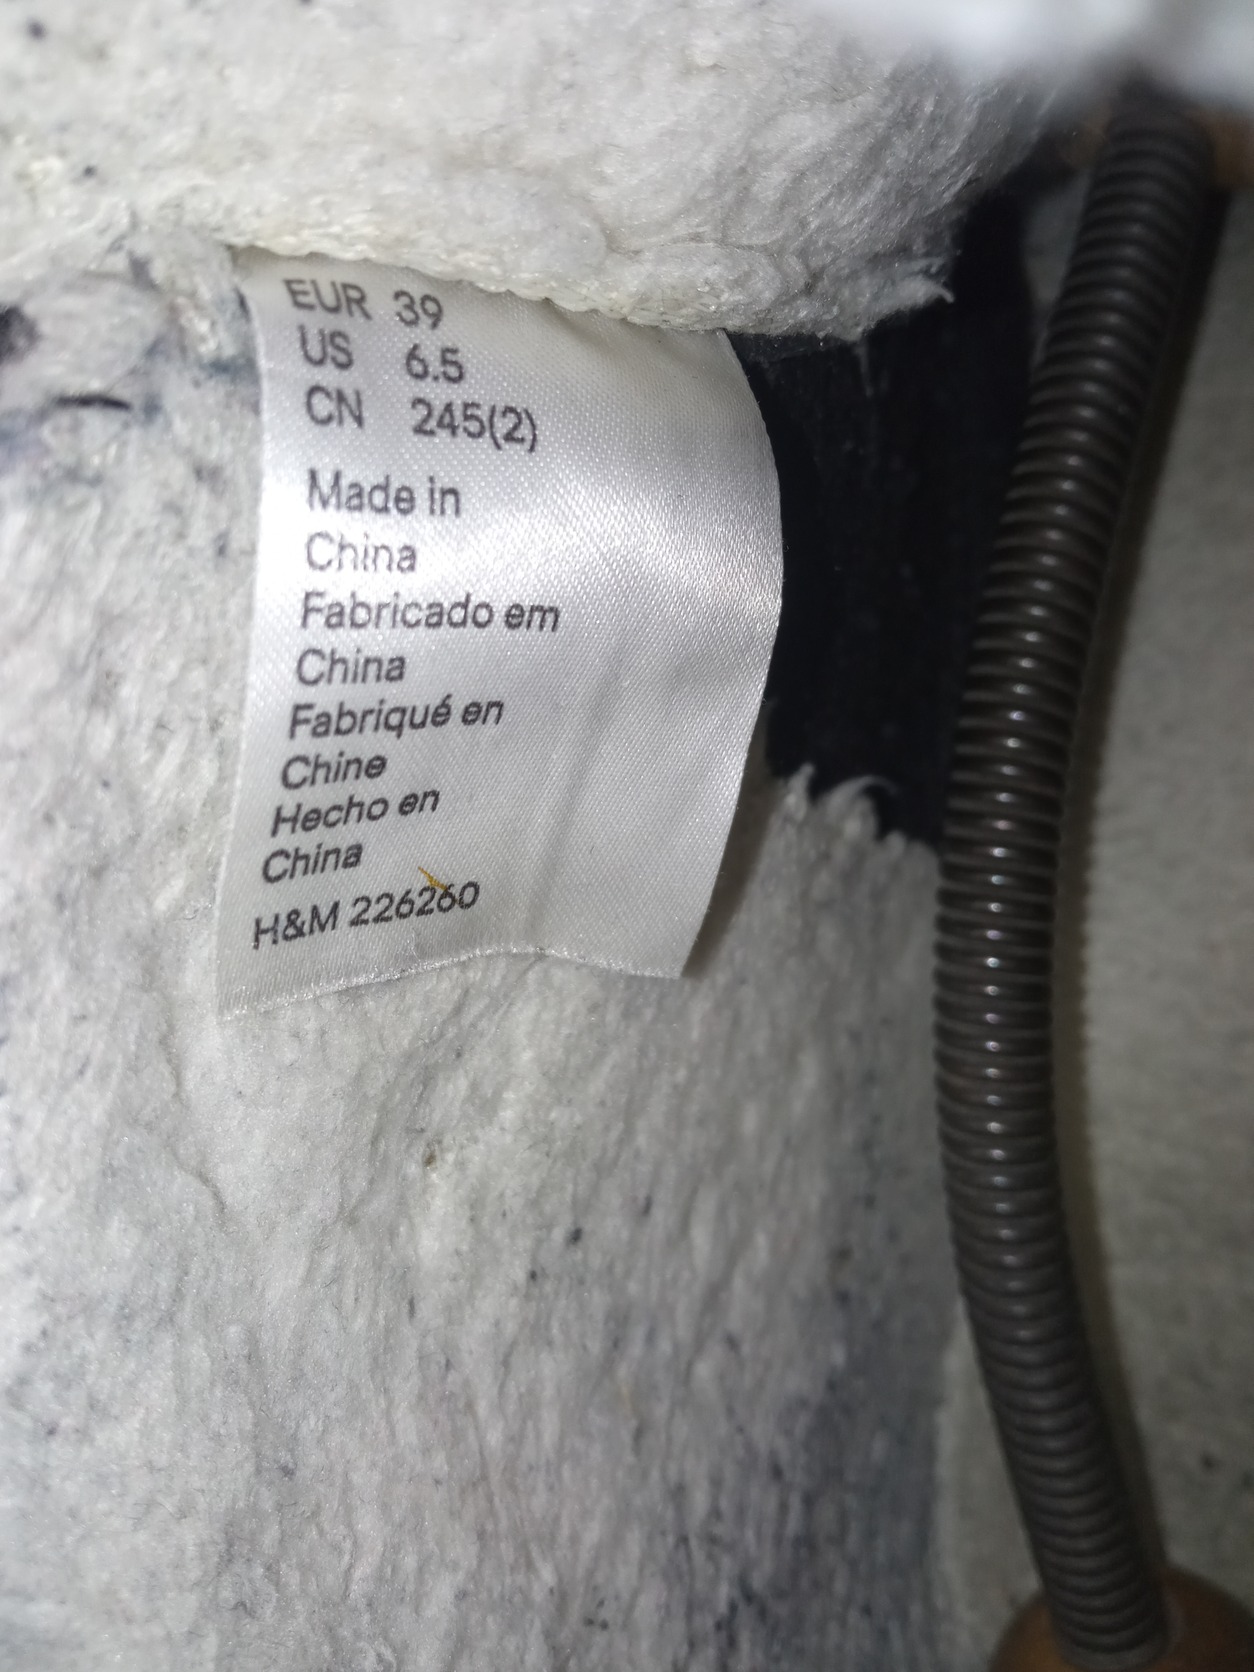 EUR 39
US 6.5
CN 245(2)
Made in
China
Fabricado em
China
Fabriqué en
Chine
Hecho en
China
H&M 226260